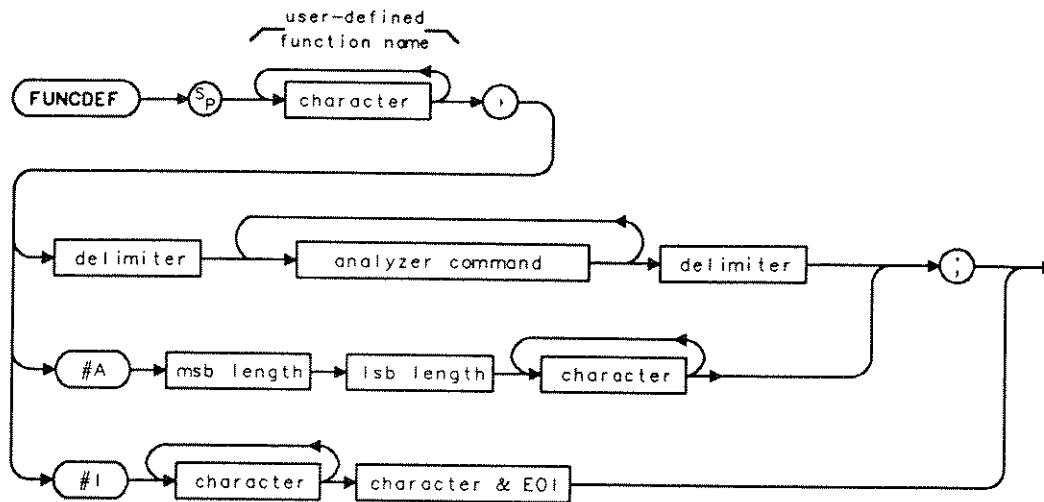 user-defined
function name
FUNCDEF Sp character ,
delimiter analyzer command delimiter ;
#A msb length lsb length character
#I character character & EOI